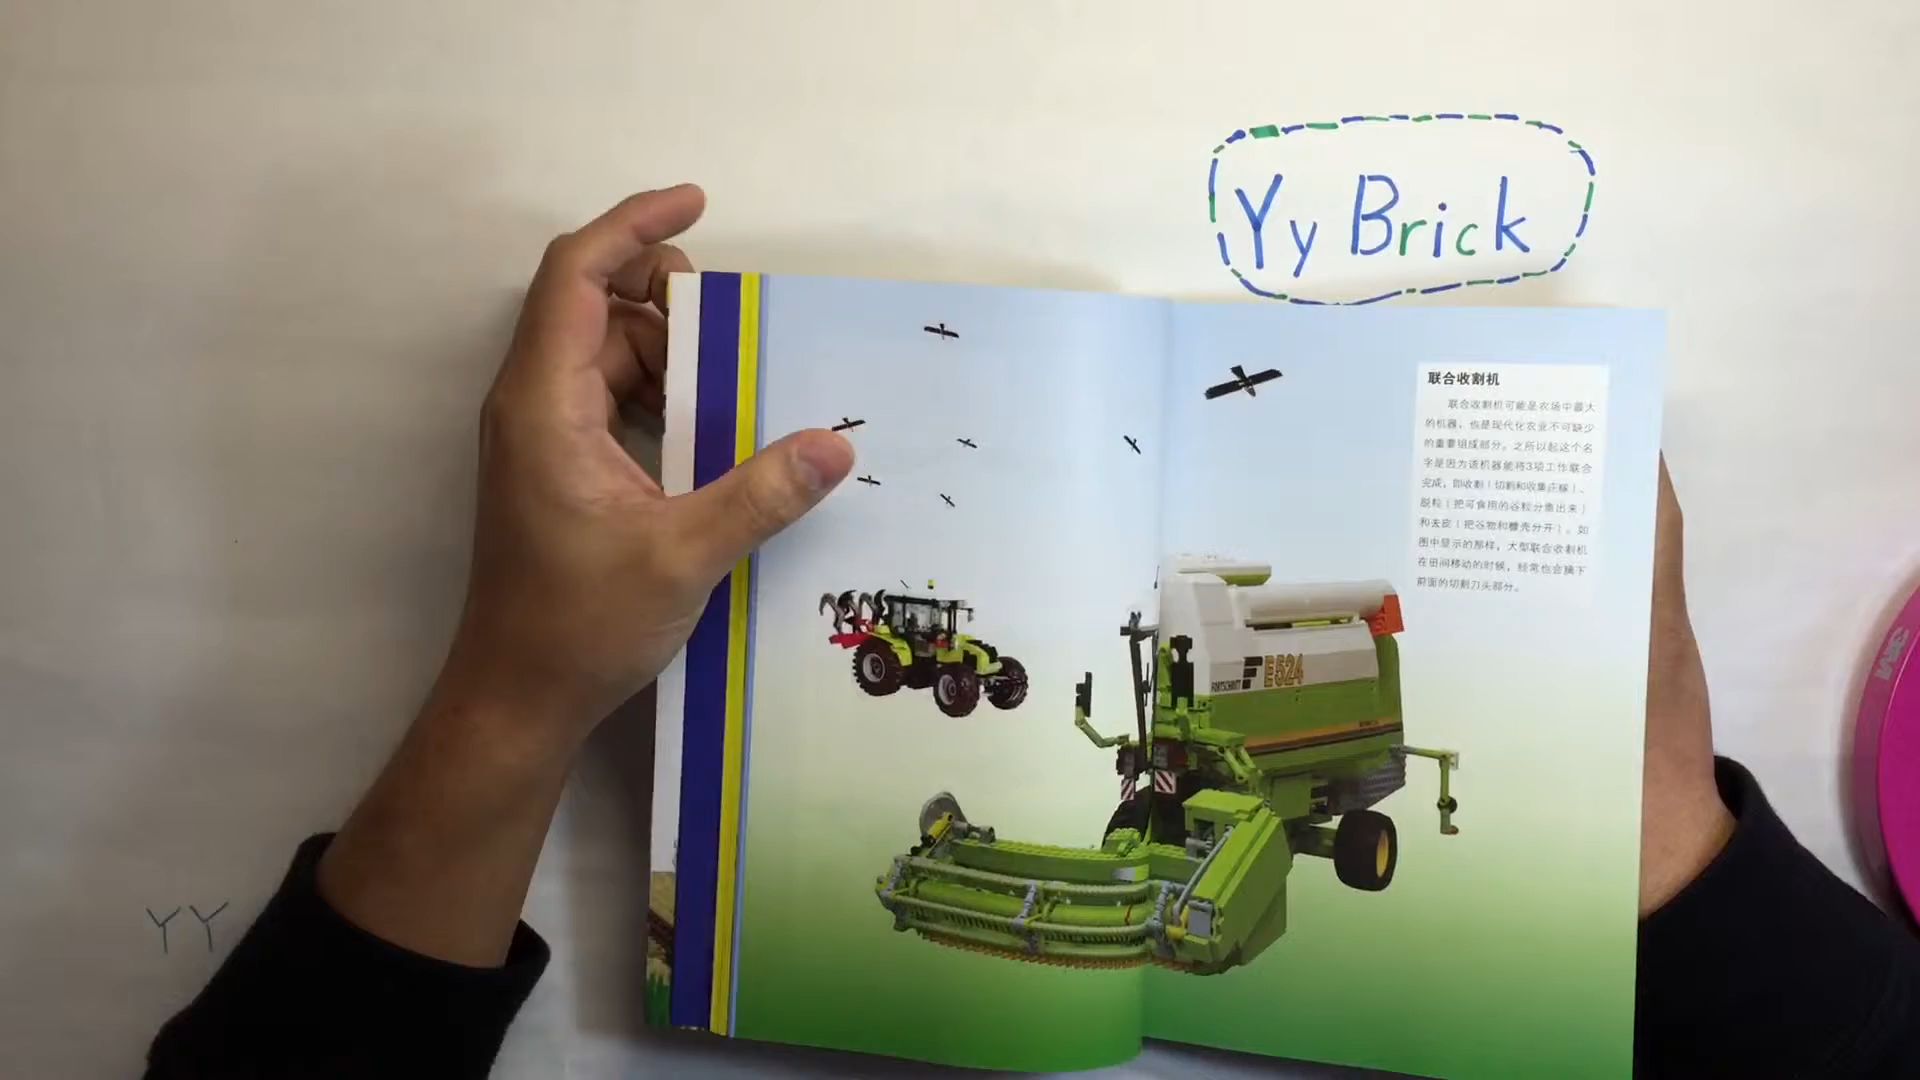 Yy Brick
联合收割机
联合收割机可能是农场中最大
的机器，也是现代化农业不可缺少
的重要组成部分。之所以起这个名
字是因为该机器能将3项工作联合
完成，即收割（切割和收集庄稼）、
脱粒（把可食用的谷粒分离出来）
和去皮（把谷物和糠壳分开）。如
图中显示的那样，大型联合收割机
在田间移动的时候，经常也会摘下
前面的切割刀头部分。
FORTSCHRITT E524
3M
YY